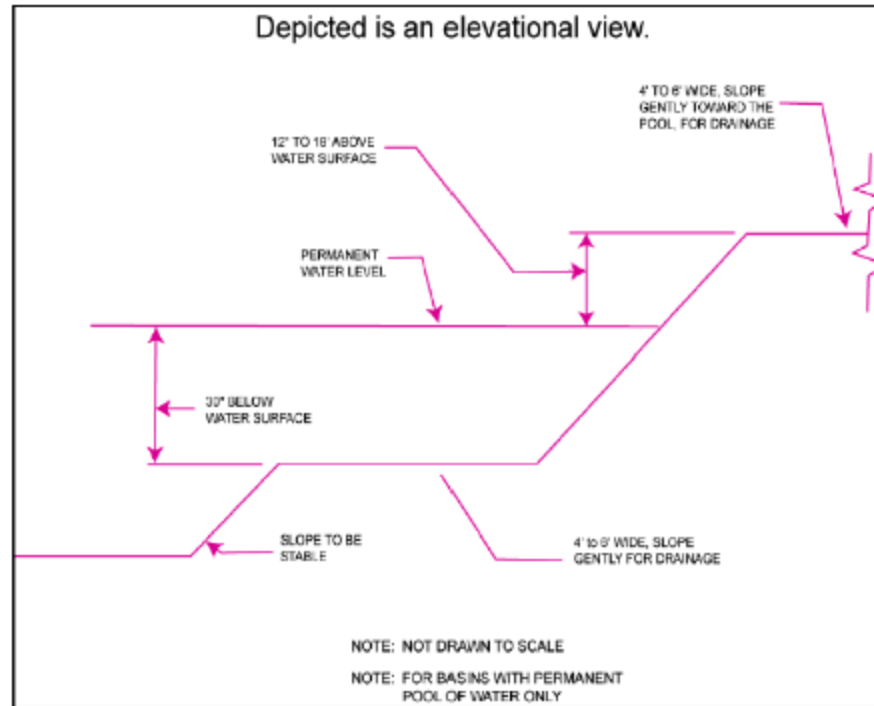 Depicted is an elevational view.
4' TO 6' WIDE, SLOPE
GENTLY TOWARD THE
POOL, FOR DRAINAGE
12" TO 18" ABOVE
WATER SURFACE
PERMANENT
WATER LEVEL
30" BELOW
WATER SURFACE
SLOPE TO BE
STABLE
4' to 6' WIDE, SLOPE
GENTLY FOR DRAINAGE
NOTE: NOT DRAWN TO SCALE
NOTE: FOR BASINS WITH PERMANENT
POOL OF WATER ONLY